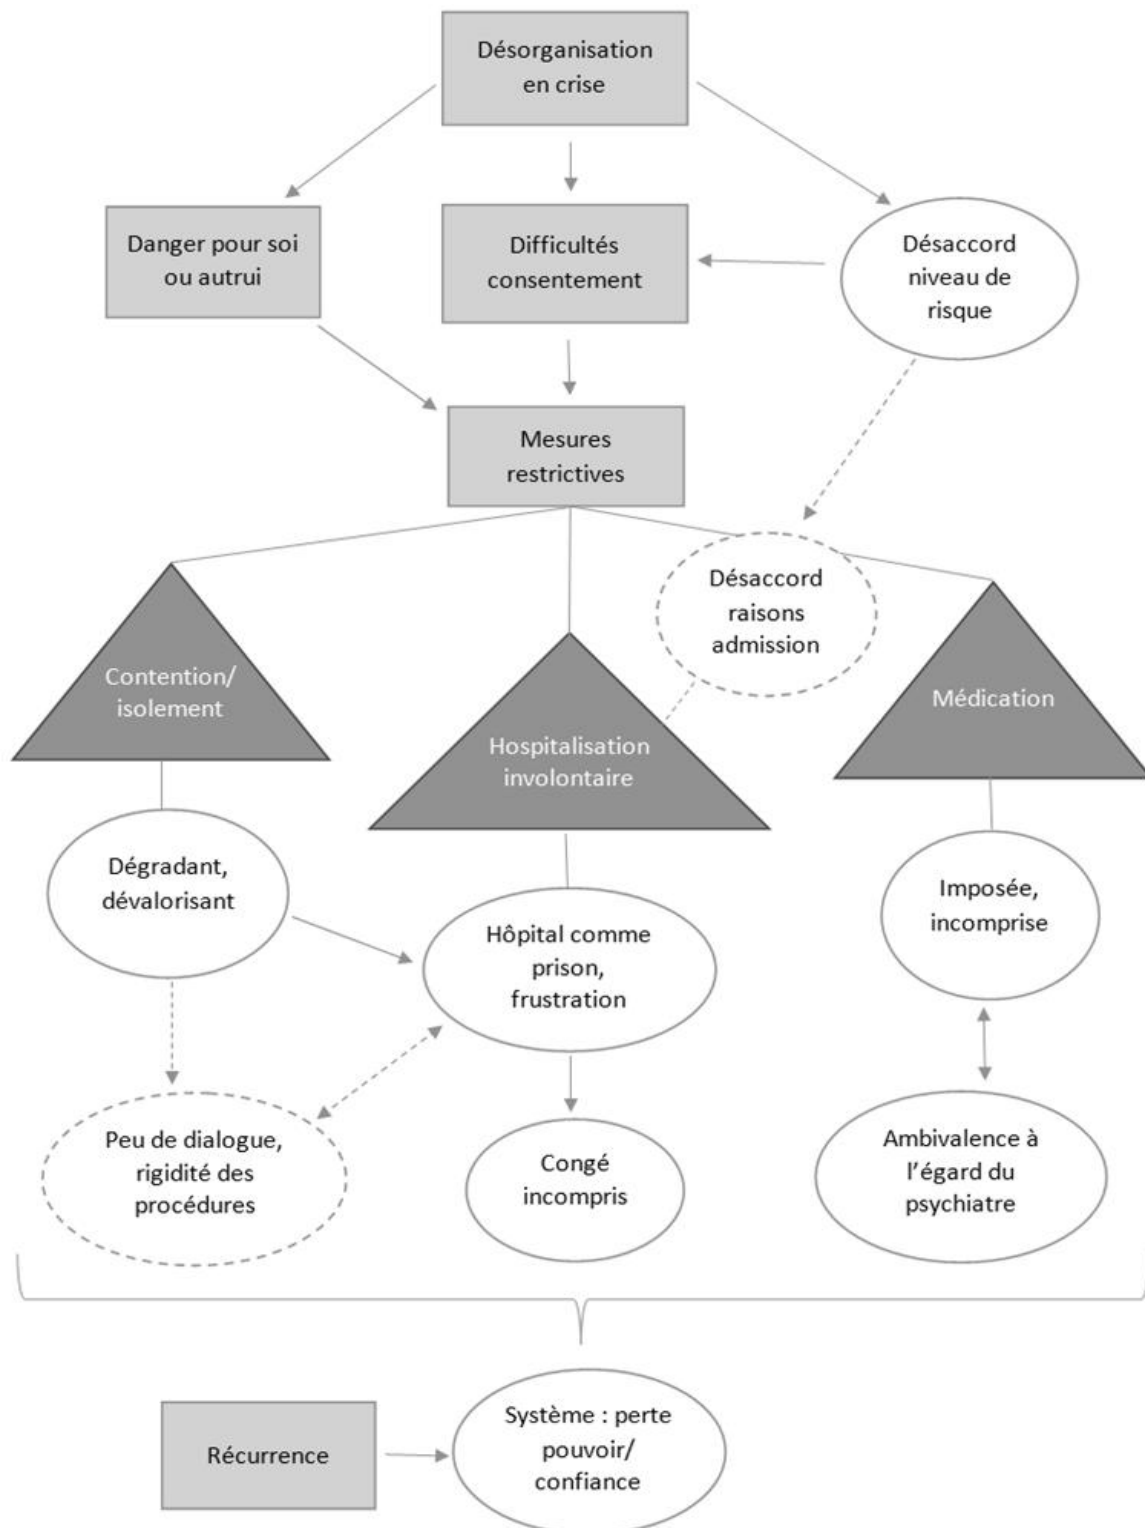 Désorganisation
en crise
Danger pour soi
ou autrui
Difficultés
consentement
Désaccord
niveau de
risque
Mesures
restrictives
Désaccord
raisons
admission
Contention/
isolement
Hospitalisation
involontaire
Médication
Dégradant,
dévalorisant
Hôpital comme
prison,
frustration
Imposée,
incomprise
Peu de dialogue,
rigidité des
procédures
Congé
incompris
Ambivalence à
l’égard du
psychiatre
Récurrence
Système : perte
pouvoir/
confiance